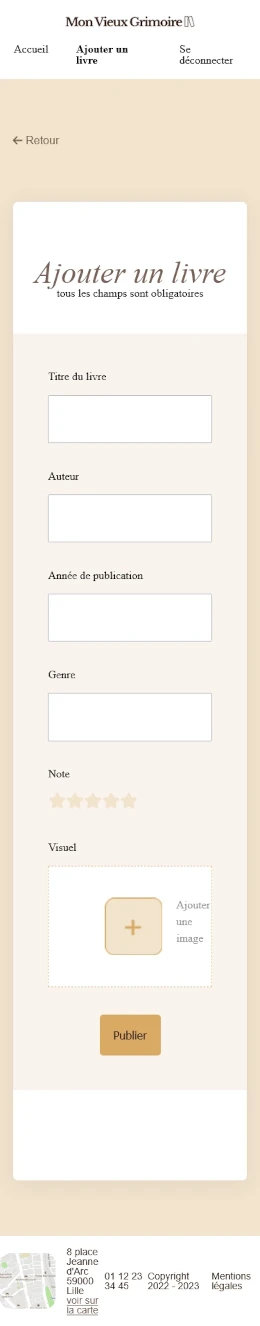 Mon Vieux Grimoire
Accueil
Ajouter un
livre
Se
déconnecter
Retour
Ajouter un livre
tous les champs sont obligatoires
Titre du livre
Auteur
Année de publication
Genre
Note
Visuel
Ajouter
une
image
Publier
8 place
Jeanne
d'Arc
59000
Lille
voir sur
la carte
01 12 23
34 45
Copyright
2022 - 2023
Mentions
légales